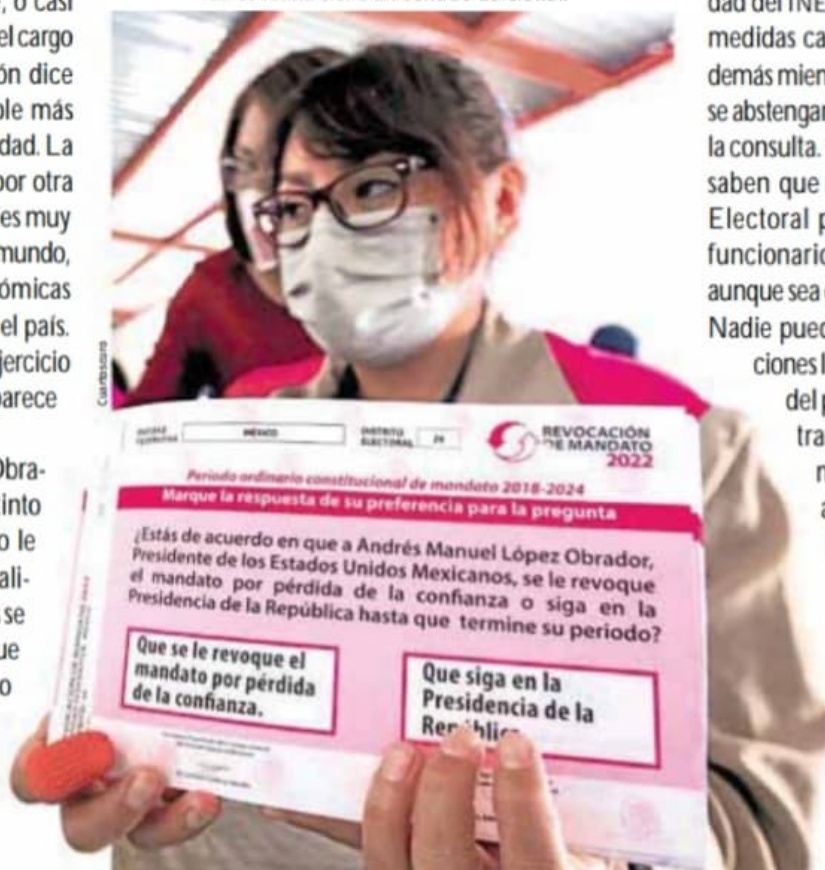 , o casi
el cargo
ón dice
ble más
dad. La
por otra
es muy
mundo,
ómicas
el país.
jercicio
parece
Obra-
into
o le
ali-
se
ue
o
Cuartoscuro
MÉXICO
DISTRITO
ELECTORAL
REVOCACIÓN
DE MANDATO
2022
Periodo ordinario constitucional de mandato 2018-2024
Marque la respuesta de su preferencia para la pregunta
¿Estás de acuerdo en que a Andrés Manuel López Obrador,
Presidente de los Estados Unidos Mexicanos, se le revoque
el mandato por pérdida de la confianza o siga en la
Presidencia de la República hasta que termine su periodo?
Que se le revoque el
mandato por pérdida
de la confianza.
Que siga en la
Presidencia de la
República
dad del INE
medidas ca
demás mien
se abstengan
la consulta.
saben que
Electoral p
funcionario
aunque sea
Nadie pued
ciones l
del p
tra